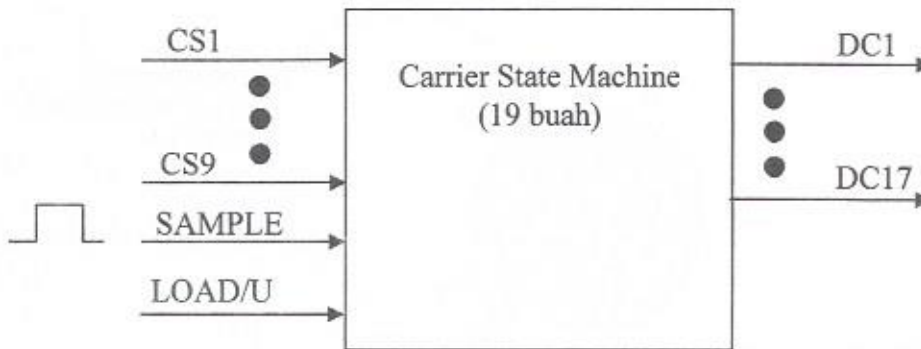 CS1
DC1
Carrier State Machine
(19 buah)
CS9
DC17
SAMPLE
LOAD/U